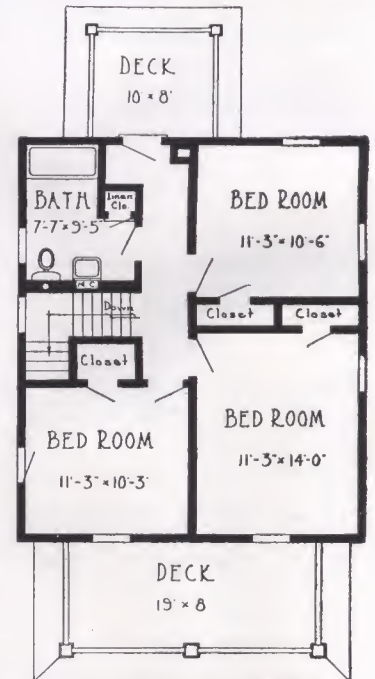 DECK
10' × 8'
BATH
7'-7" × 9'-5"
Linen
Clo.
BED ROOM
11'-3" × 10'-6"
M.C.
Down
Closet
Closet
Closet
BED ROOM
11'-3" × 10'-3"
BED ROOM
11'-3" × 14'-0"
DECK
19' × 8